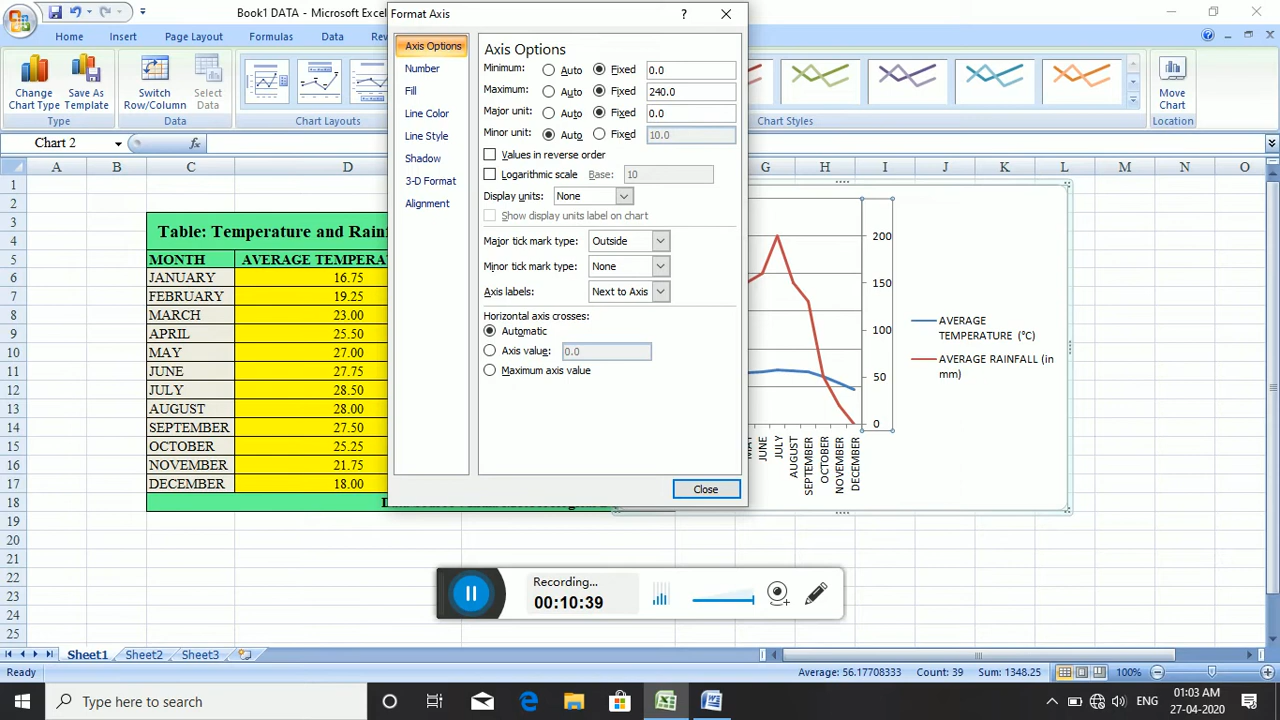 Book1 DATA - Microsoft Excel
Format Axis
?
Home
Insert
Page Layout
Formulas
Data
Change
Chart Type
Save As
Template
Switch
Row/Column
Select
Data
Move
Chart
Type
Data
Chart Layouts
Chart Styles
Location
Chart 2
fx
Axis Options
Number
Fill
Line Color
Line Style
Shadow
3-D Format
Alignment
Axis Options
Minimum: Auto Fixed 0.0
Maximum: Auto Fixed 240.0
Major unit: Auto Fixed 0.0
Minor unit: Auto Fixed 10.0
Values in reverse order
Logarithmic scale Base: 10
Display units: None
Show display units label on chart
Major tick mark type: Outside
Minor tick mark type: None
Axis labels: Next to Axis
Horizontal axis crosses:
Automatic
Axis value: 0.0
Maximum axis value
Close
A B C D G H I J K L M N O
1
2
3
4
5
6
7
8
9
10
11
12
13
14
15
16
17
18
19
20
21
22
23
24
25
Table: Temperature and
MONTH
JANUARY 16.75
FEBRUARY 19.25
MARCH 23.00
APRIL 25.50
MAY 27.00
JUNE 27.75
JULY 28.50
AUGUST 28.00
SEPTEMBER 27.50
OCTOBER 25.25
NOVEMBER 21.75
DECEMBER 18.00
200
150
100
50
0
JUNE
JULY
AUGUST
SEPTEMBER
OCTOBER
NOVEMBER
DECEMBER
AVERAGE
TEMPERATURE (°C)
AVERAGE RAINFALL (in
mm)
Recording...
00:10:39
Sheet1 Sheet2 Sheet3
Ready
Average: 56.17708333 Count: 39 Sum: 1348.25
100%
Type here to search
ENG
01:03 AM
27-04-2020